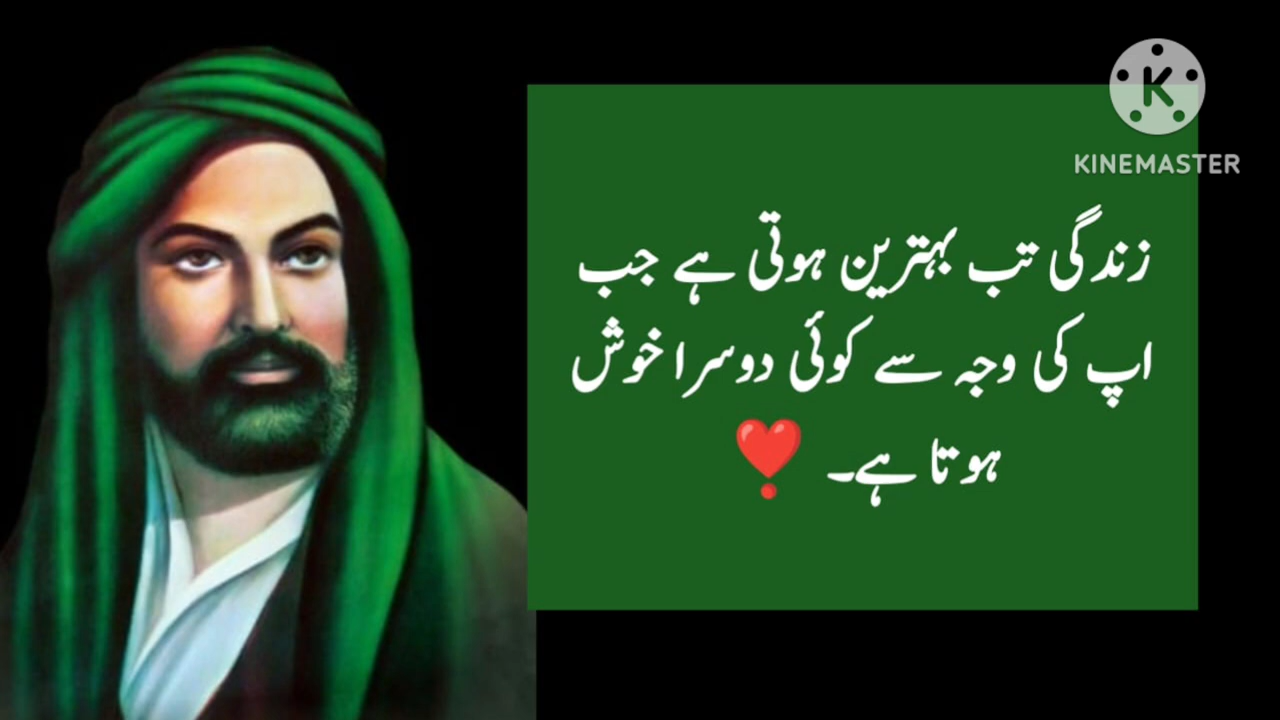 KINEMASTER
زندگی تب بہترین ہوتی ہے جب
اپ کی وجہ سے کوئی دوسرا خوش
ہوتا ہے۔ ❣️